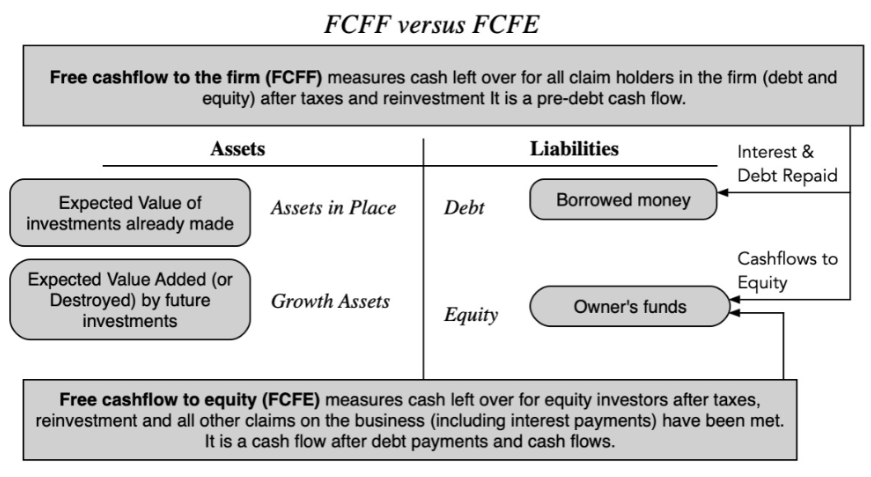 FCFF versus FCFE
Free cashflow to the firm (FCFF) measures cash left over for all claim holders in the firm (debt and
equity) after taxes and reinvestment It is a pre-debt cash flow.
Assets
Liabilities
Interest &
Debt Repaid
Expected Value of
investments already made
Assets in Place
Debt
Borrowed money
Cashflows to
Equity
Expected Value Added (or
Destroyed) by future
investments
Growth Assets
Equity
Owner's funds
Free cashflow to equity (FCFE) measures cash left over for equity investors after taxes,
reinvestment and all other claims on the business (including interest payments) have been met.
It is a cash flow after debt payments and cash flows.